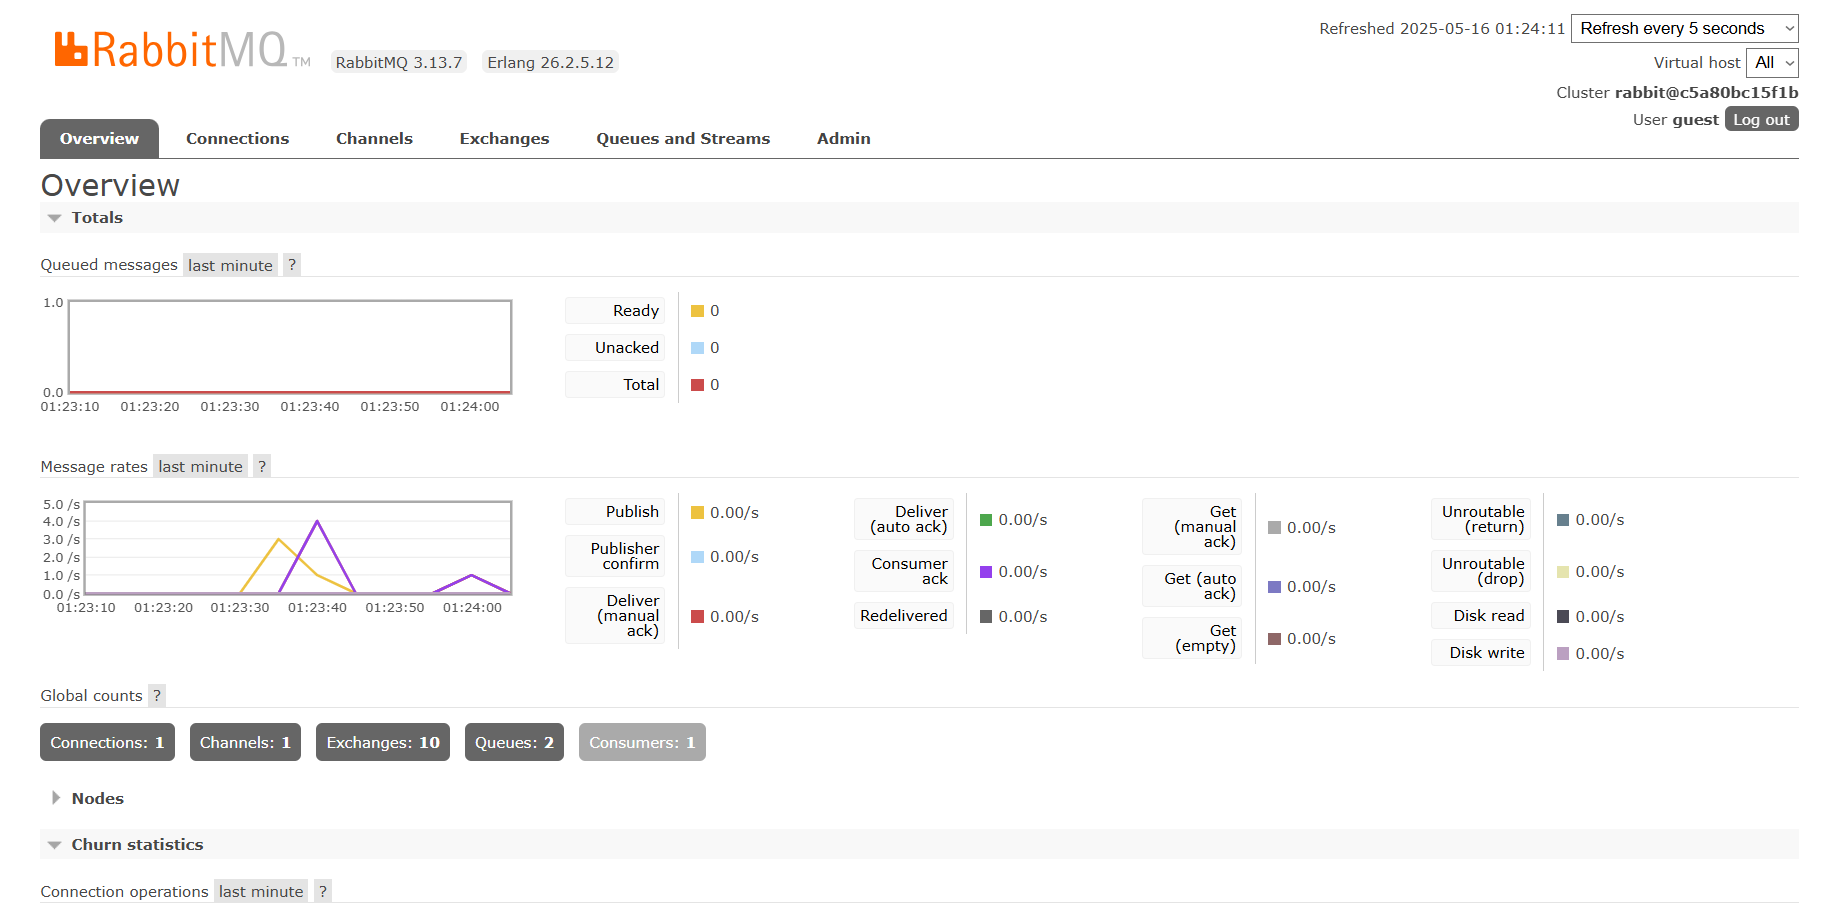 RabbitMQ TM RabbitMQ 3.13.7 Erlang 26.2.5.12
Refreshed 2025-05-16 01:24:11 Refresh every 5 seconds
Virtual host All
Cluster rabbit@c5a80bc15f1b
User guest Log out
Overview Connections Channels Exchanges Queues and Streams Admin
Overview
Totals
Queued messages last minute ?
1.0
0.0
01:23:10 01:23:20 01:23:30 01:23:40 01:23:50 01:24:00
Ready 0
Unacked 0
Total 0
Message rates last minute ?
5.0 /s
4.0 /s
3.0 /s
2.0 /s
1.0 /s
0.0 /s
01:23:10 01:23:20 01:23:30 01:23:40 01:23:50 01:24:00
Publish 0.00/s
Publisher
confirm 0.00/s
Deliver
(manual
ack) 0.00/s
Deliver
(auto ack) 0.00/s
Consumer
ack 0.00/s
Redelivered 0.00/s
Get
(manual
ack) 0.00/s
Get (auto
ack) 0.00/s
Get
(empty) 0.00/s
Unroutable
(return) 0.00/s
Unroutable
(drop) 0.00/s
Disk read 0.00/s
Disk write 0.00/s
Global counts ?
Connections: 1 Channels: 1 Exchanges: 10 Queues: 2 Consumers: 1
Nodes
Churn statistics
Connection operations last minute ?